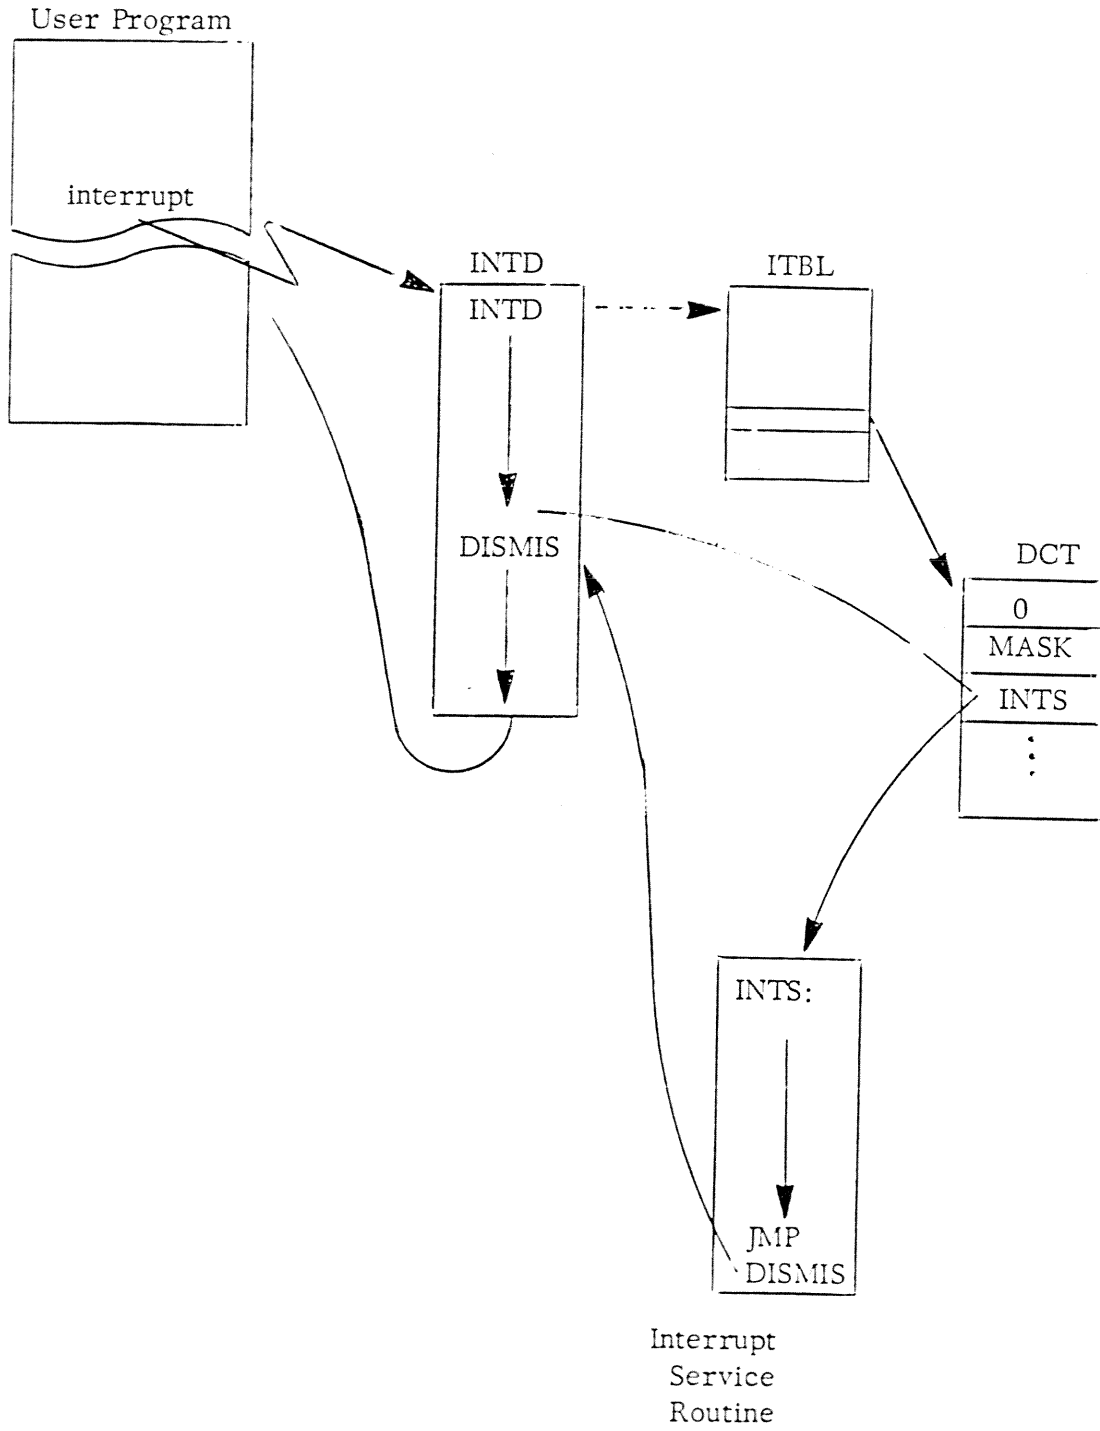 User Program
interrupt
INTD
INTD
DISMIS
ITBL
DCT
0
MASK
INTS
INTS:
JMP
DISMIS
Interrupt
Service
Routine